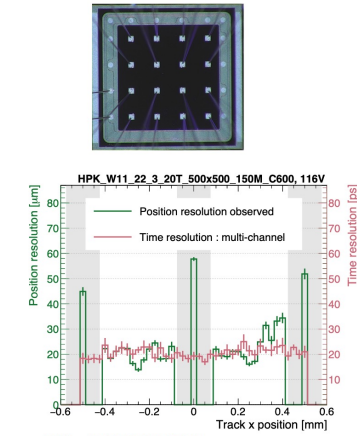 HPK_W11_22_3_20T_500x500_150M_C600, 116V
Position resolution [μm]
Time resolution [ps]
Position resolution observed
Time resolution : multi-channel
80 80
70 70
60 60
50 50
40 40
30 30
20 20
10 10
0
−0.6 −0.4 −0.2 0 0.2 0.4 0.6
Track x position [mm]